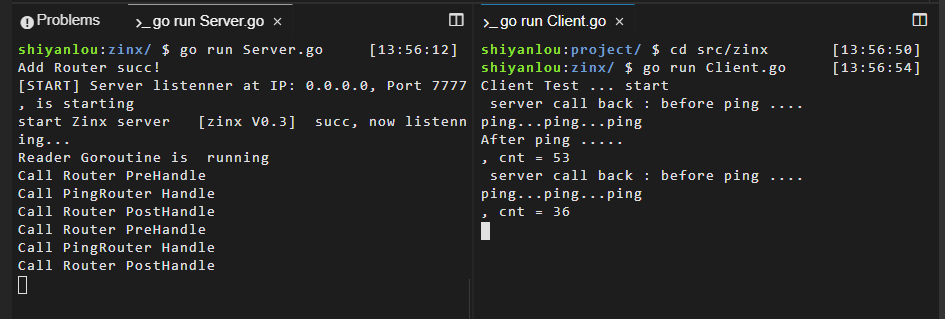 Problems
>_go run Server.go ×
shiyanlou:zinx/ $ go run Server.go [13:56:12]
Add Router succ!
[START] Server listenner at IP: 0.0.0.0, Port 7777
, is starting
start Zinx server [zinx V0.3] succ, now listenn
ing...
Reader Goroutine is running
Call Router PreHandle
Call PingRouter Handle
Call Router PostHandle
Call Router PreHandle
Call PingRouter Handle
Call Router PostHandle
>_go run Client.go ×
shiyanlou:project/ $ cd src/zinx [13:56:50]
shiyanlou:zinx/ $ go run Client.go [13:56:54]
Client Test ... start
server call back : before ping ....
ping...ping...ping
After ping .....
, cnt = 53
server call back : before ping ....
ping...ping...ping
, cnt = 36